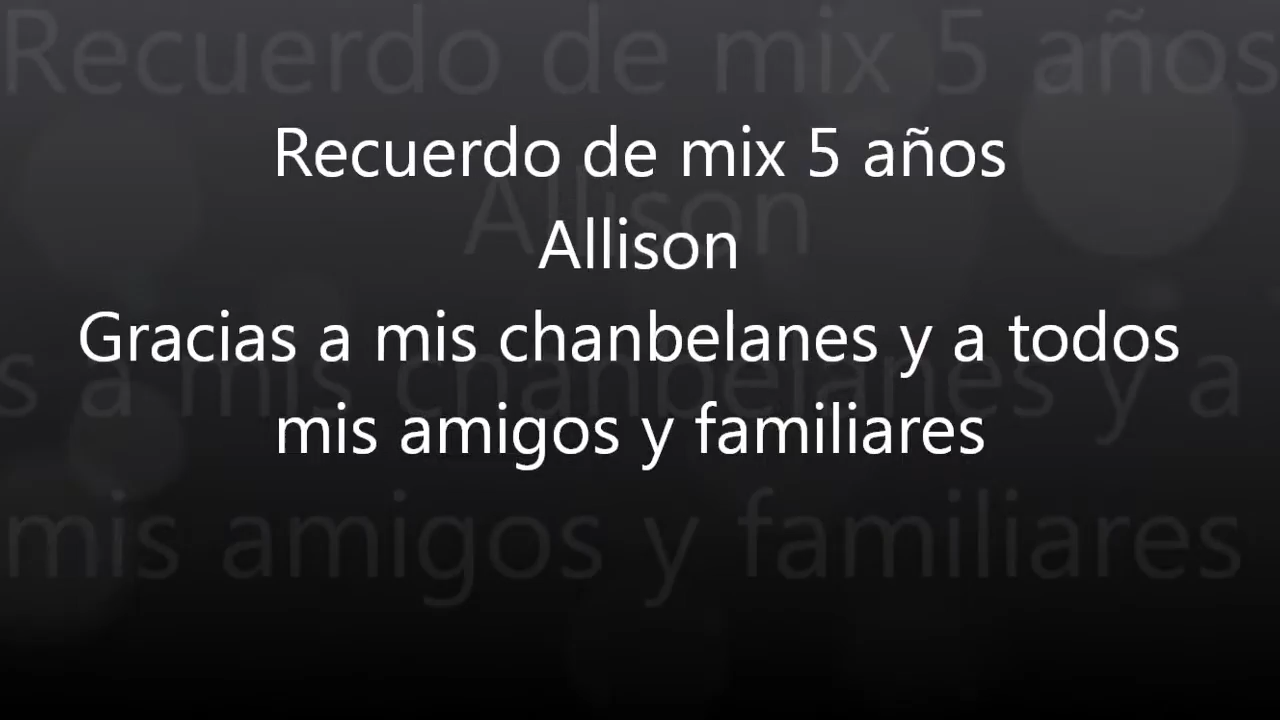 Recuerdo de mix 5 años
Allison
Gracias a mis chanbelanes y a todos
mis amigos y familiares